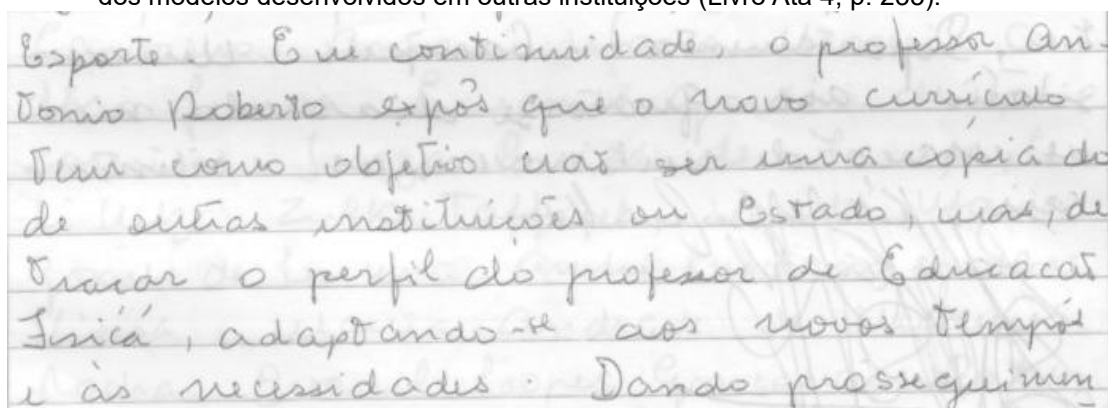 dos modelos desenvolvidos em outras instituições (Livro Ata 4, p. 200).
Esporte. Em continuidade, o professor An-
tonio Roberto expôs que o novo currículo
tem como objetivo não ser uma cópia do
de outras instituições ou Estado, mas, de
traçar o perfil do professor de Educação
Física, adaptando-se aos novos tempos
e às necessidades. Dando prosseguimen